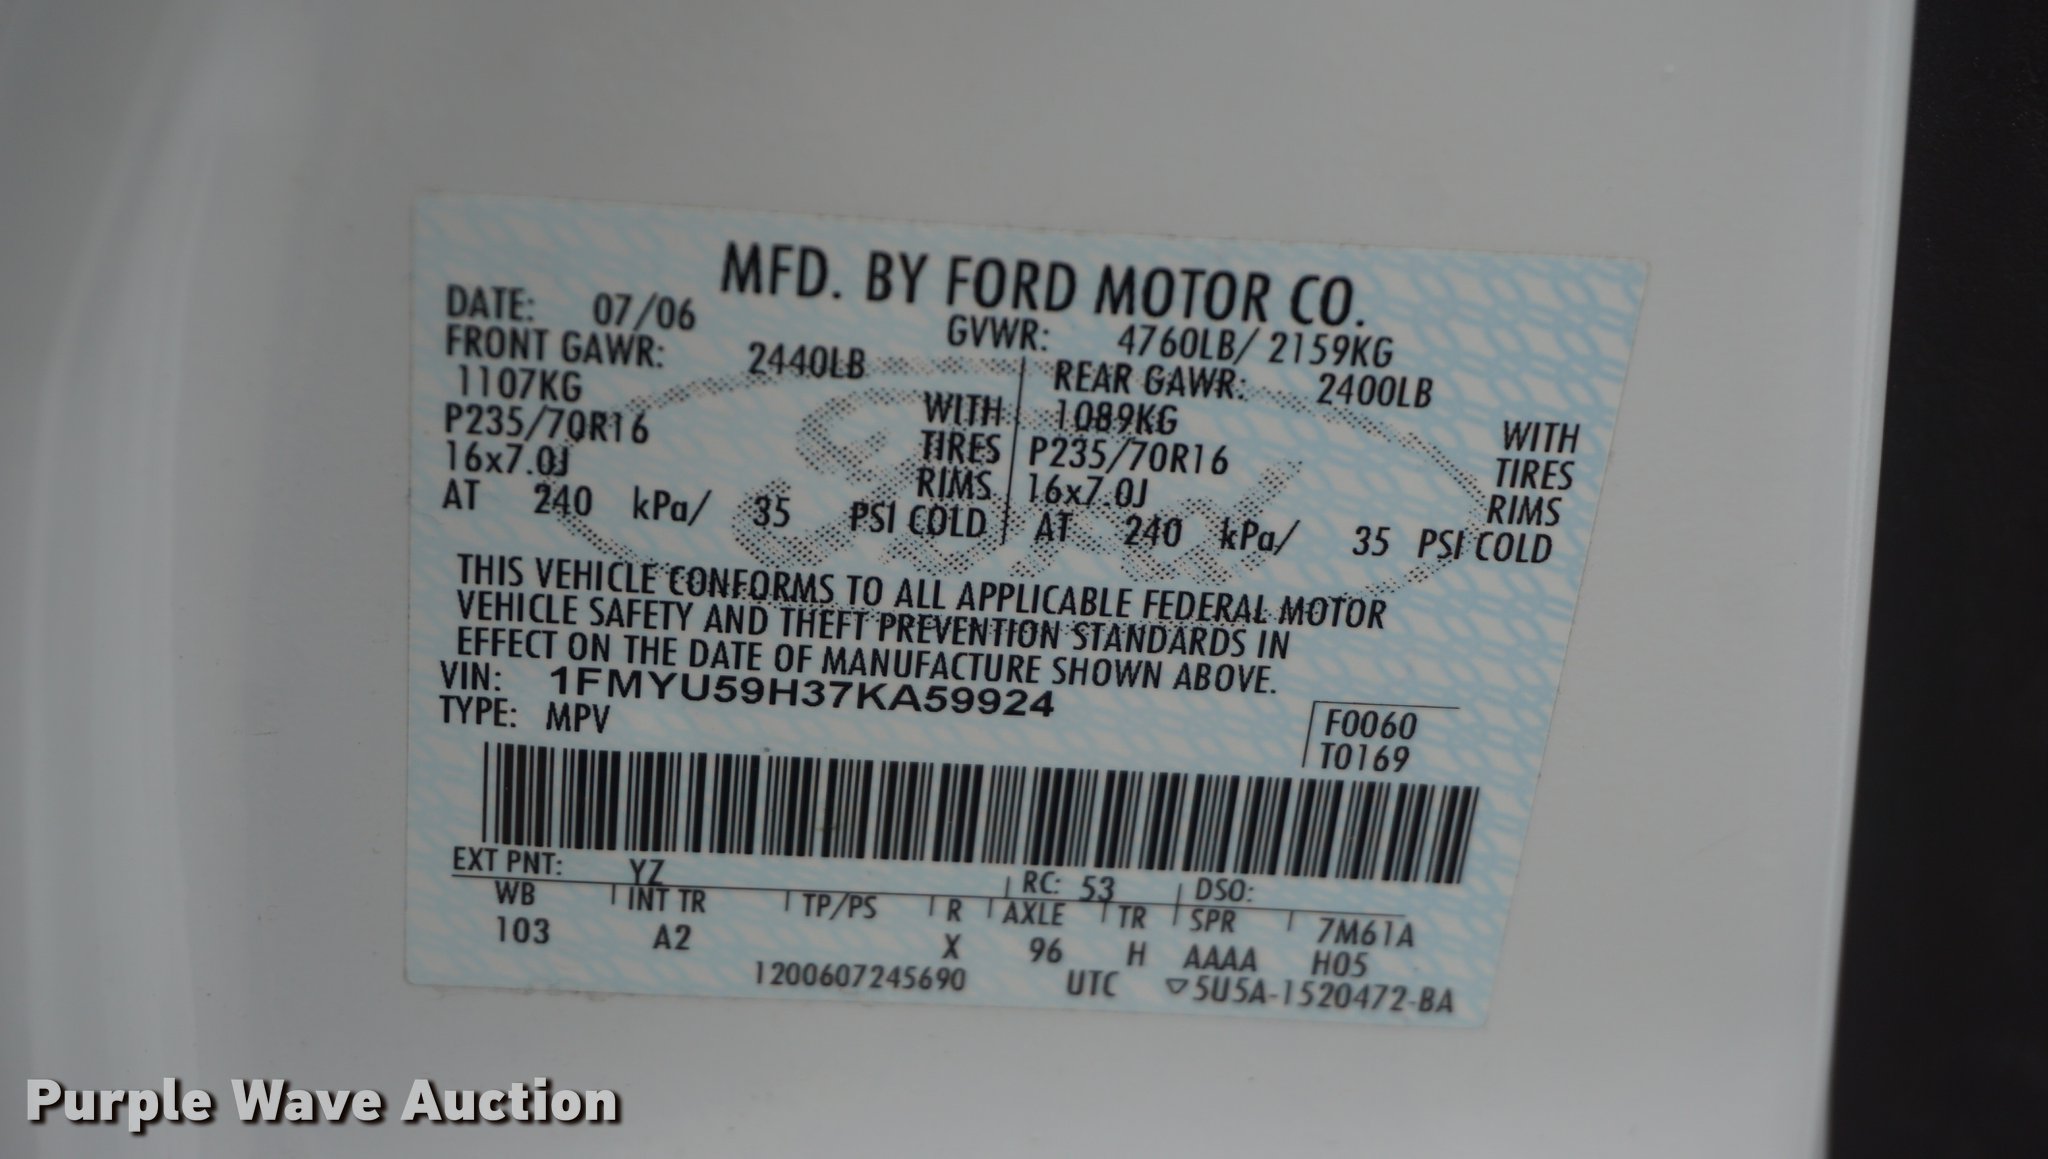 MFD. BY FORD MOTOR CO.
DATE: 07/06 GVWR: 4760LB/ 2159KG
FRONT GAWR: 2440LB REAR GAWR: 2400LB
1107KG WITH 1089KG WITH
P235/70R16 TIRES P235/70R16 TIRES
16x7.0J RIMS 16x7.0J RIMS
AT 240 kPa/ 35 PSI COLD AT 240 kPa/ 35 PSI COLD
Ford
THIS VEHICLE CONFORMS TO ALL APPLICABLE FEDERAL MOTOR
VEHICLE SAFETY AND THEFT PREVENTION STANDARDS IN
EFFECT ON THE DATE OF MANUFACTURE SHOWN ABOVE.
VIN: 1FMYU59H37KA59924
TYPE: MPV
F0060
T0169
EXT PNT: YZ RC: 53 DSO:
WB INT TR TP/PS R AXLE TR SPR 7M61A
103 A2 X 96 H AAAA H05
1200607245690 UTC ▽5U5A-1520472-BA
Purple Wave Auction